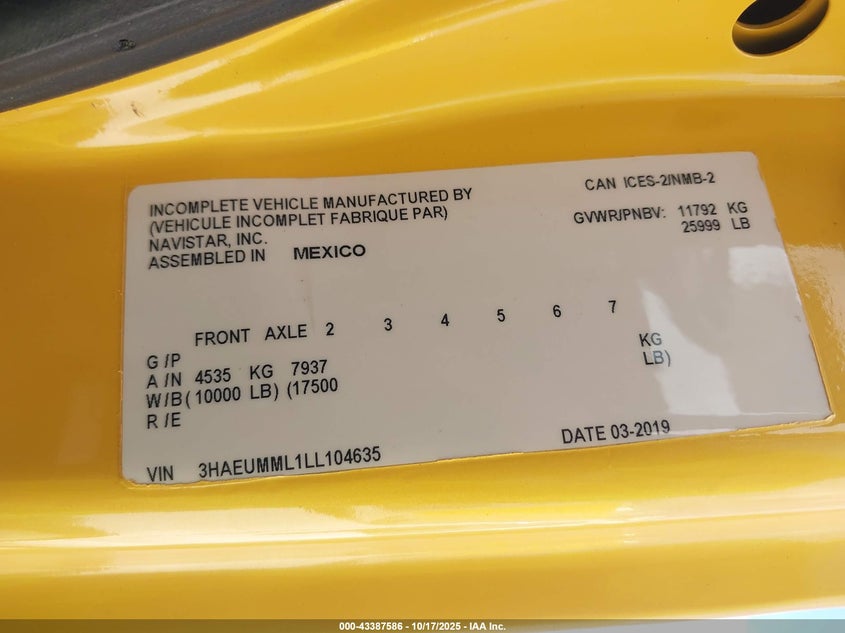 INCOMPLETE VEHICLE MANUFACTURED BY
(VEHICULE INCOMPLET FABRIQUE PAR)
NAVISTAR, INC.
ASSEMBLED IN MEXICO
CAN ICES-2/NMB-2
GVWR/PNBV: 11792 KG
25999 LB
FRONT AXLE 2 3 4 5 6 7
G /P
A /N 4535 KG 7937 KG
W/B (10000 LB) (17500 LB)
R /E
VIN 3HAEUMML1LL104635
DATE 03-2019
000-43387586 - 10/17/2025 - IAA Inc.